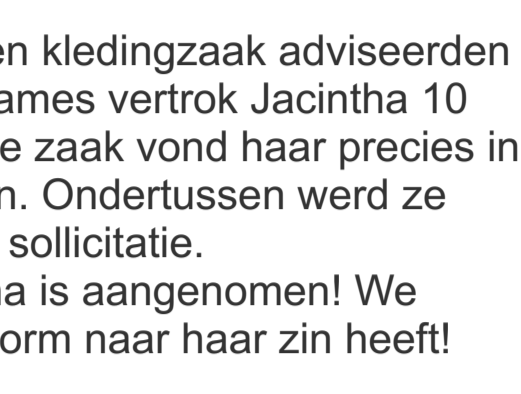 en kledingzaak adviseerden
ames vertrok Jacintha 10
e zaak vond haar precies in
n. Ondertussen werd ze
sollicitatie.
a is aangenomen! We
orm naar haar zin heeft!